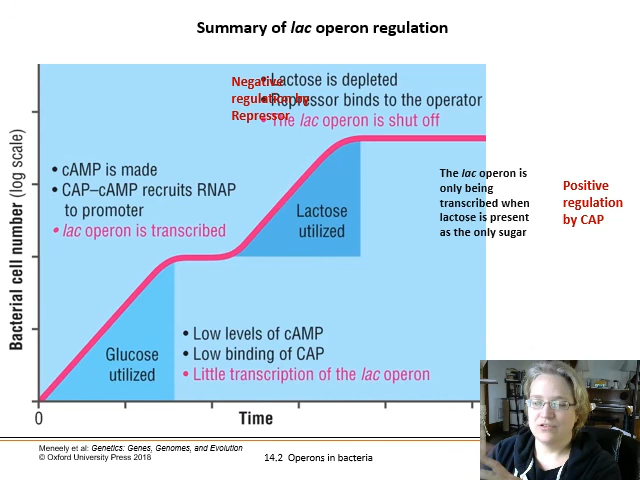 Summary of lac operon regulation
• Lactose is depleted
• Repressor binds to the operator
• The lac operon is shut off
Negative
regulation by
Repressor
• cAMP is made
• CAP–cAMP recruits RNAP
to promoter
• lac operon is transcribed
Lactose
utilized
The lac operon is
only being
transcribed when
lactose is present
as the only sugar
Positive
regulation
by CAP
Bacterial cell number (log scale)
Glucose
utilized
• Low levels of cAMP
• Low binding of CAP
• Little transcription of the lac operon
0
Time
Meneely et al: Genetics: Genes, Genomes, and Evolution
© Oxford University Press 2018
14.2 Operons in bacteria